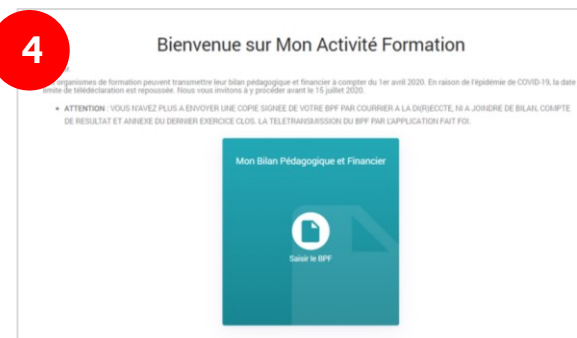 4
Bienvenue sur Mon Activité Formation
organismes de formation peuvent transmettre leur bilan pédagogique et financier à compter du 1er avril 2020. En raison de l'épidémie de COVID-19, la date
limite de télédéclaration est repoussée. Nous vous invitons à y procéder avant le 15 juillet 2020.
• ATTENTION : VOUS N'AVEZ PLUS A ENVOYER UNE COPIE SIGNEE DE VOTRE BPF PAR COURRIER A LA DI(R)ECCTE, NI A JOINDRE DE BILAN, COMPTE
DE RESULTAT ET ANNEXE DU DERNIER EXERCICE CLOS. LA TELETRANSMISSION DU BPF PAR L'APPLICATION FAIT FOI.
Mon Bilan Pédagogique et Financier
Saisir le BPF